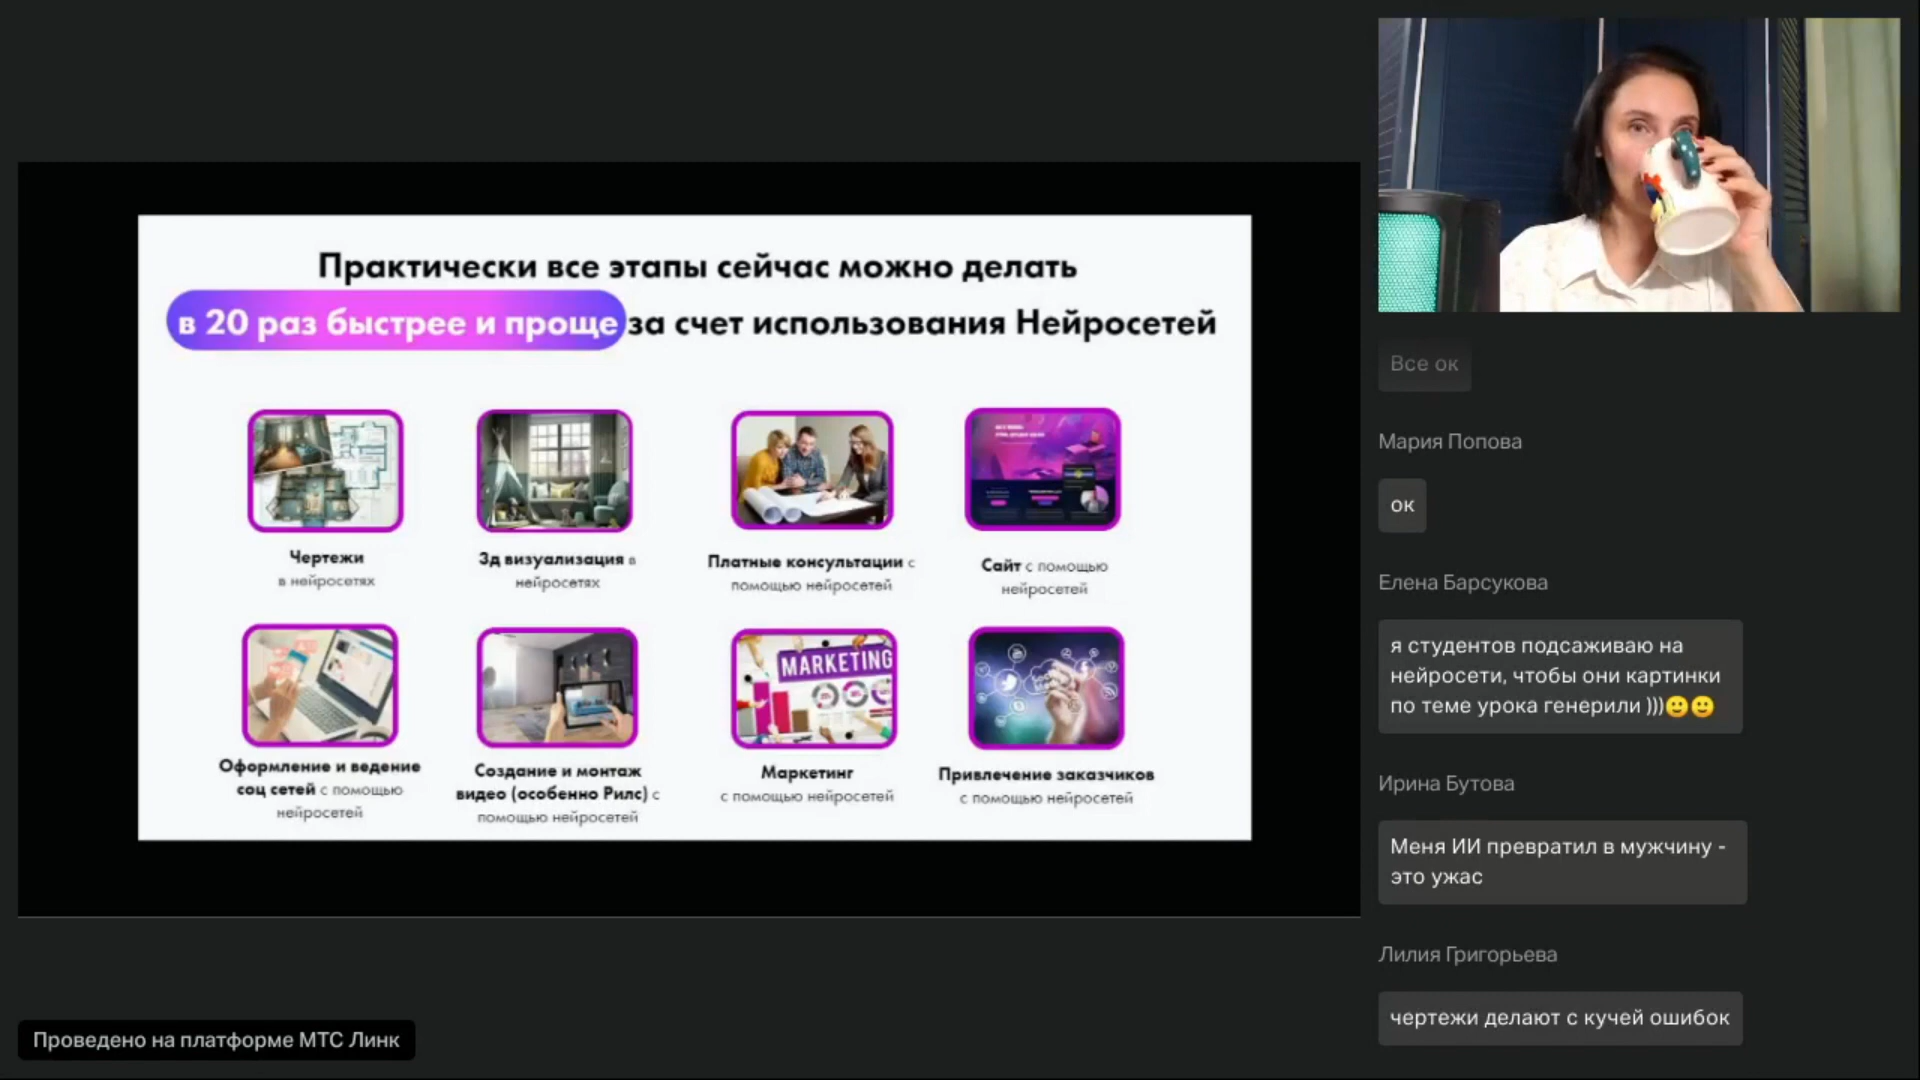 Практически все этапы сейчас можно делать
в 20 раз быстрее и проще за счет использования Нейросетей
Чертежи
в нейросетях
3д визуализация в
нейросетях
Платные консультации с
помощью нейросетей
Сайт с помощью
нейросетей
MARKETING
Оформление и ведение
соц сетей с помощью
нейросетей
Создание и монтаж
видео (особенно Рилс) с
помощью нейросетей
Маркетинг
с помощью нейросетей
Привлечение заказчиков
с помощью нейросетей
Проведено на платформе МТС Линк
Все ок
Мария Попова
ок
Елена Барсукова
я студентов подсаживаю на
нейросети, чтобы они картинки
по теме урока генерили )))🙂🙂
Ирина Бутова
Меня ИИ превратил в мужчину -
это ужас
Лилия Григорьева
чертежи делают с кучей ошибок